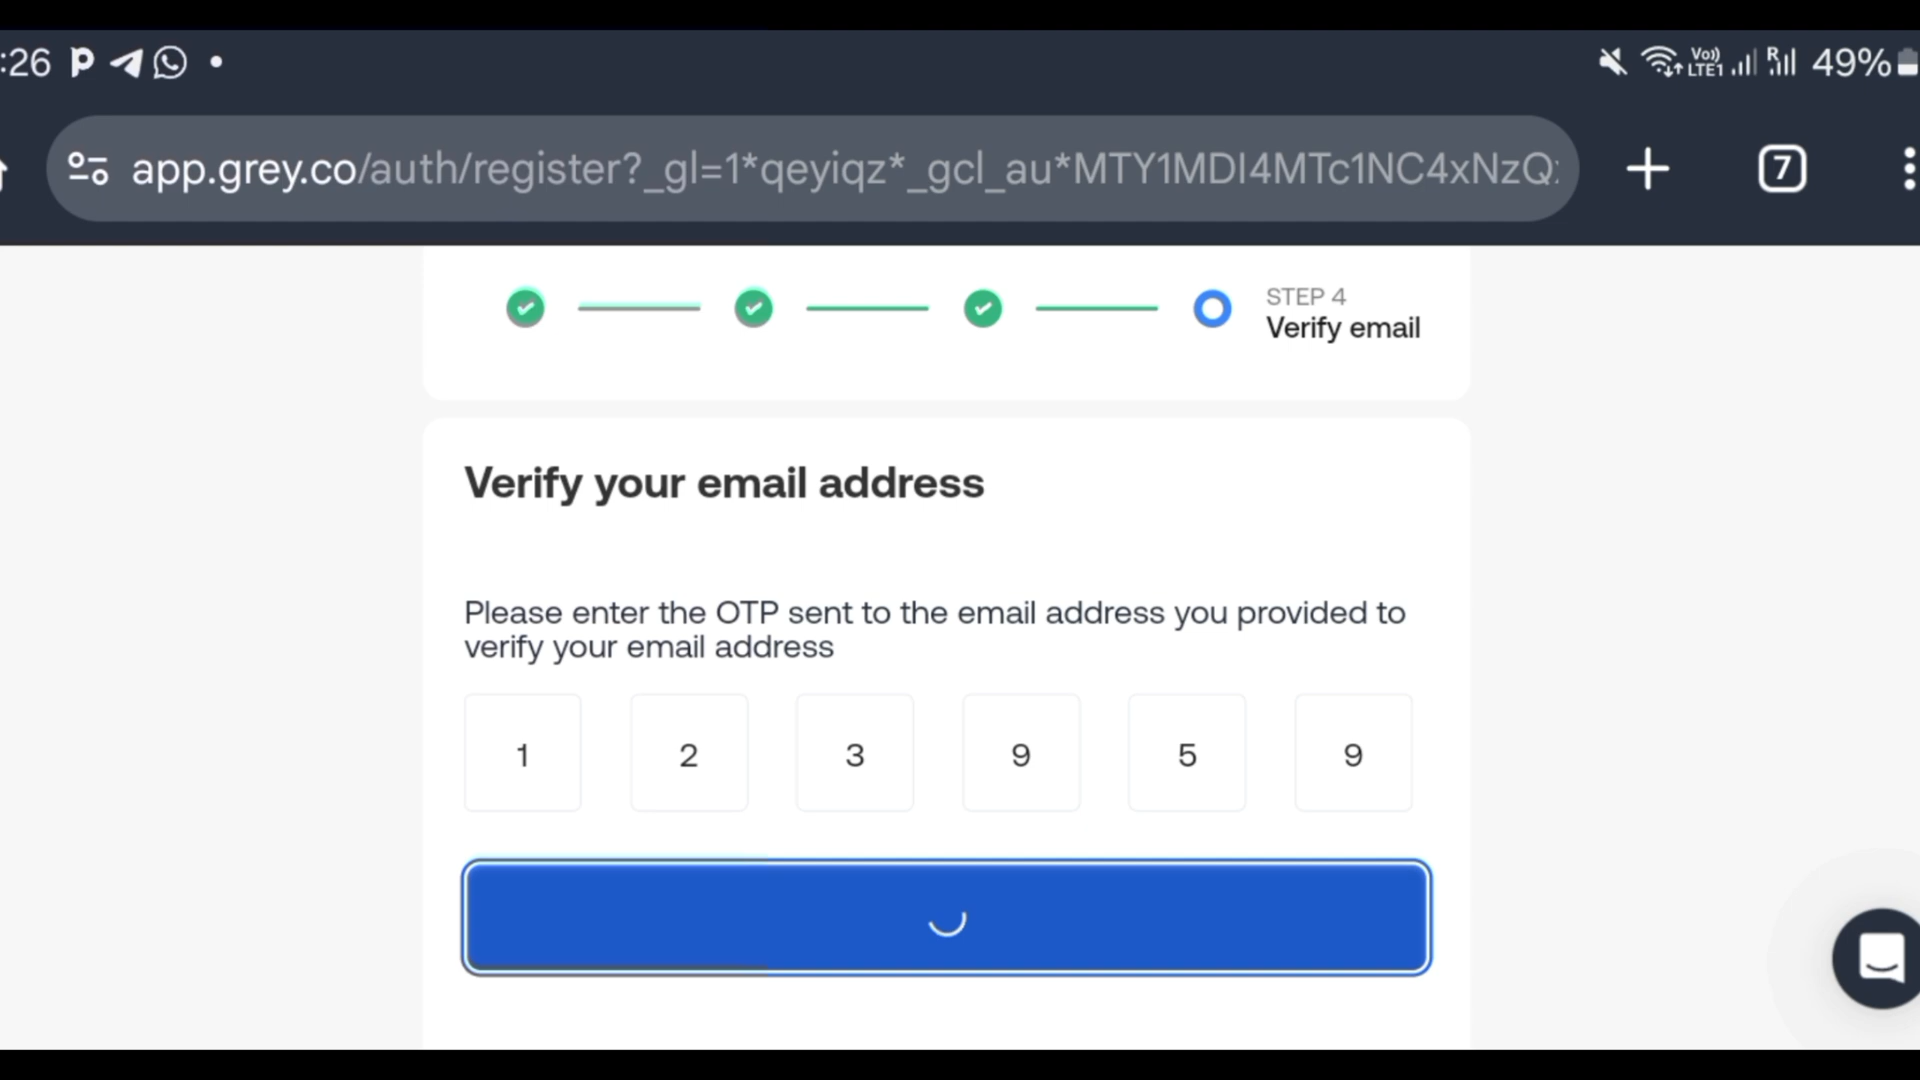 :26
Vo)) LTE1 R 49%
app.grey.co/auth/register?_gl=1*qeyiqz*_gcl_au*MTY1MDI4MTc1NC4xNzQ
7
STEP 4
Verify email
Verify your email address
Please enter the OTP sent to the email address you provided to
verify your email address
1 2 3 9 5 9